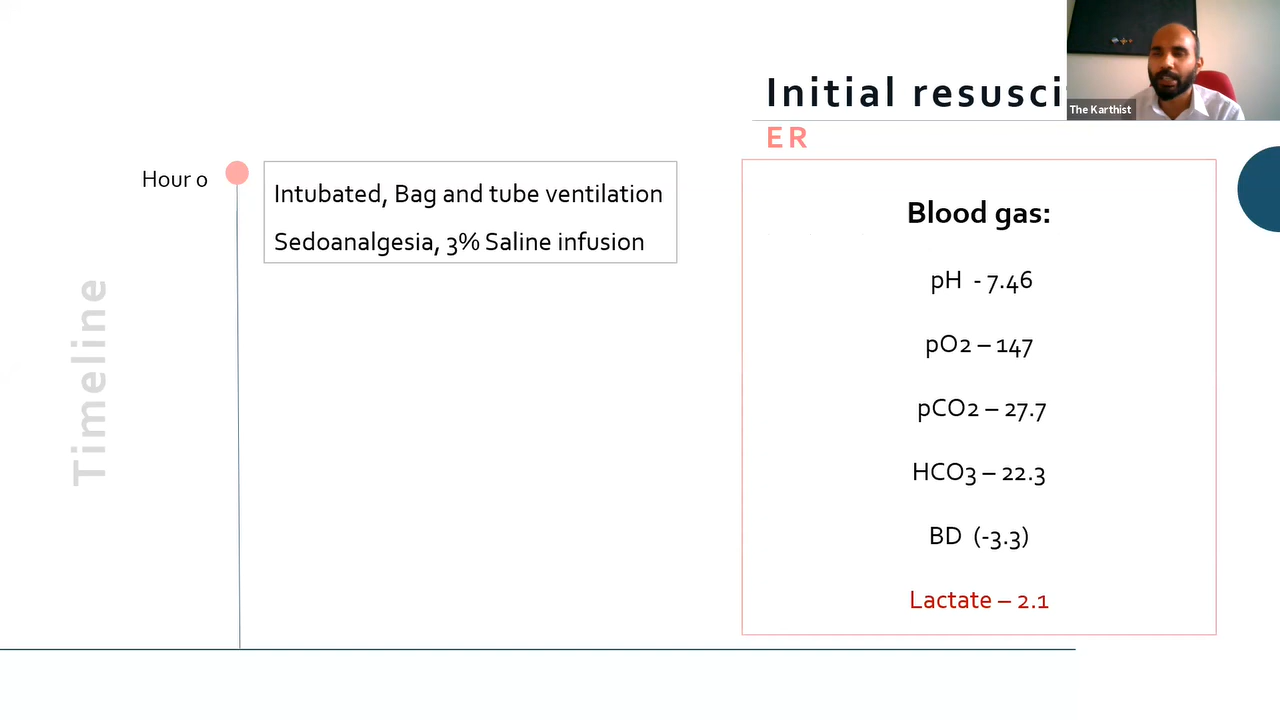 Initial resusci
The Karthist
ER
Hour 0
Intubated, Bag and tube ventilation
Sedoanalgesia, 3% Saline infusion
Timeline
Blood gas:
pH - 7.46
pO2 – 147
pCO2 – 27.7
HCO3 – 22.3
BD (-3.3)
Lactate – 2.1